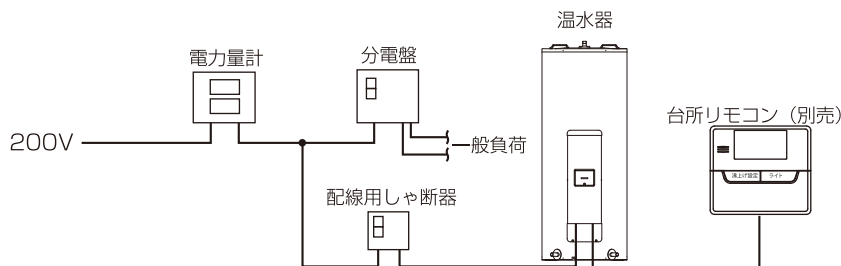 温水器
電力量計
分電盤
200V
一般負荷
台所リモコン（別売）
沸上げ設定 ライト
配線用しゃ断器